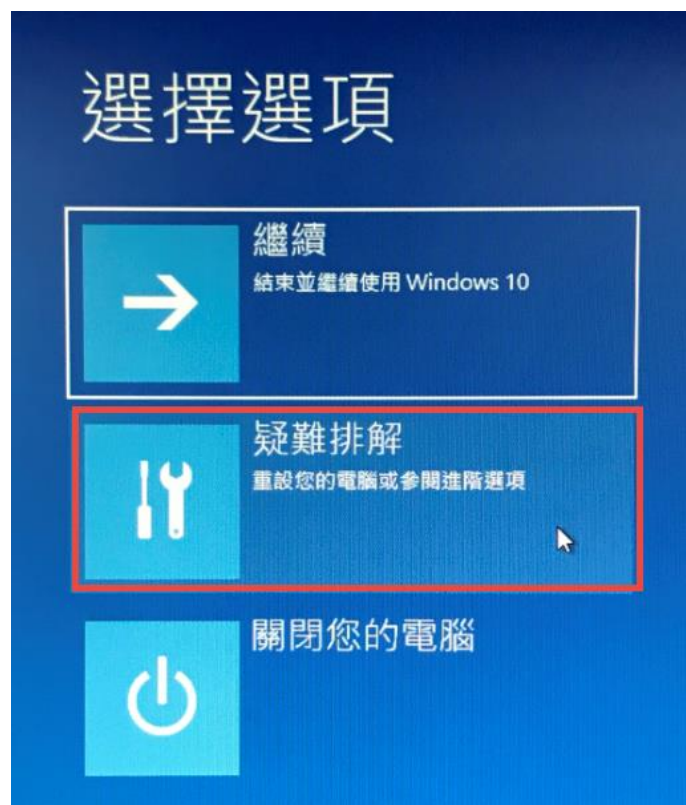 選擇選項
繼續
結束並繼續使用 Windows 10
疑難排解
重設您的電腦或參閱進階選項
關閉您的電腦